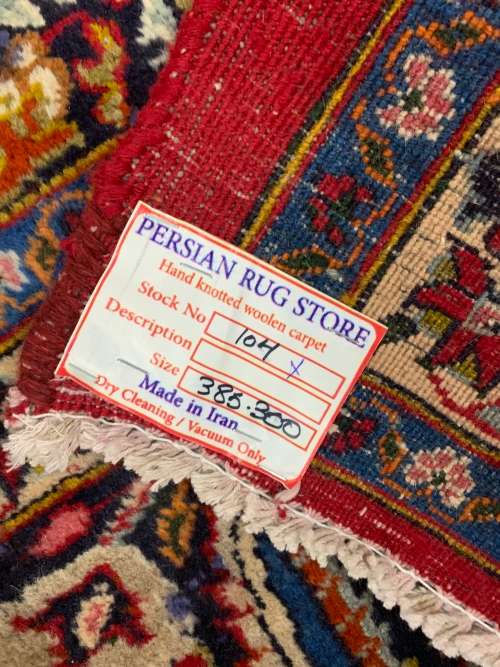 PERSIAN RUG STORE
Hand knotted woolen carpet
Stock No 104
Description x
Size 385.300
Made in Iran
Dry Cleaning / Vacuum Only